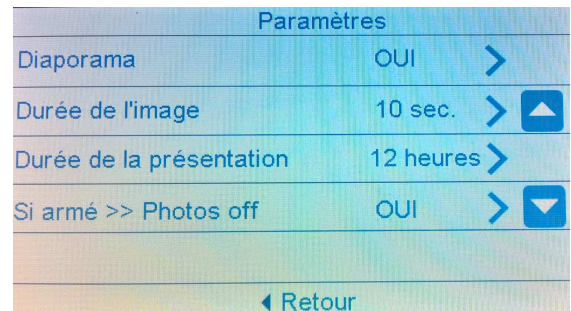 Paramètres
Diaporama OUI
Durée de l'image 10 sec.
Durée de la présentation 12 heures
Si armé >> Photos off OUI
Retour